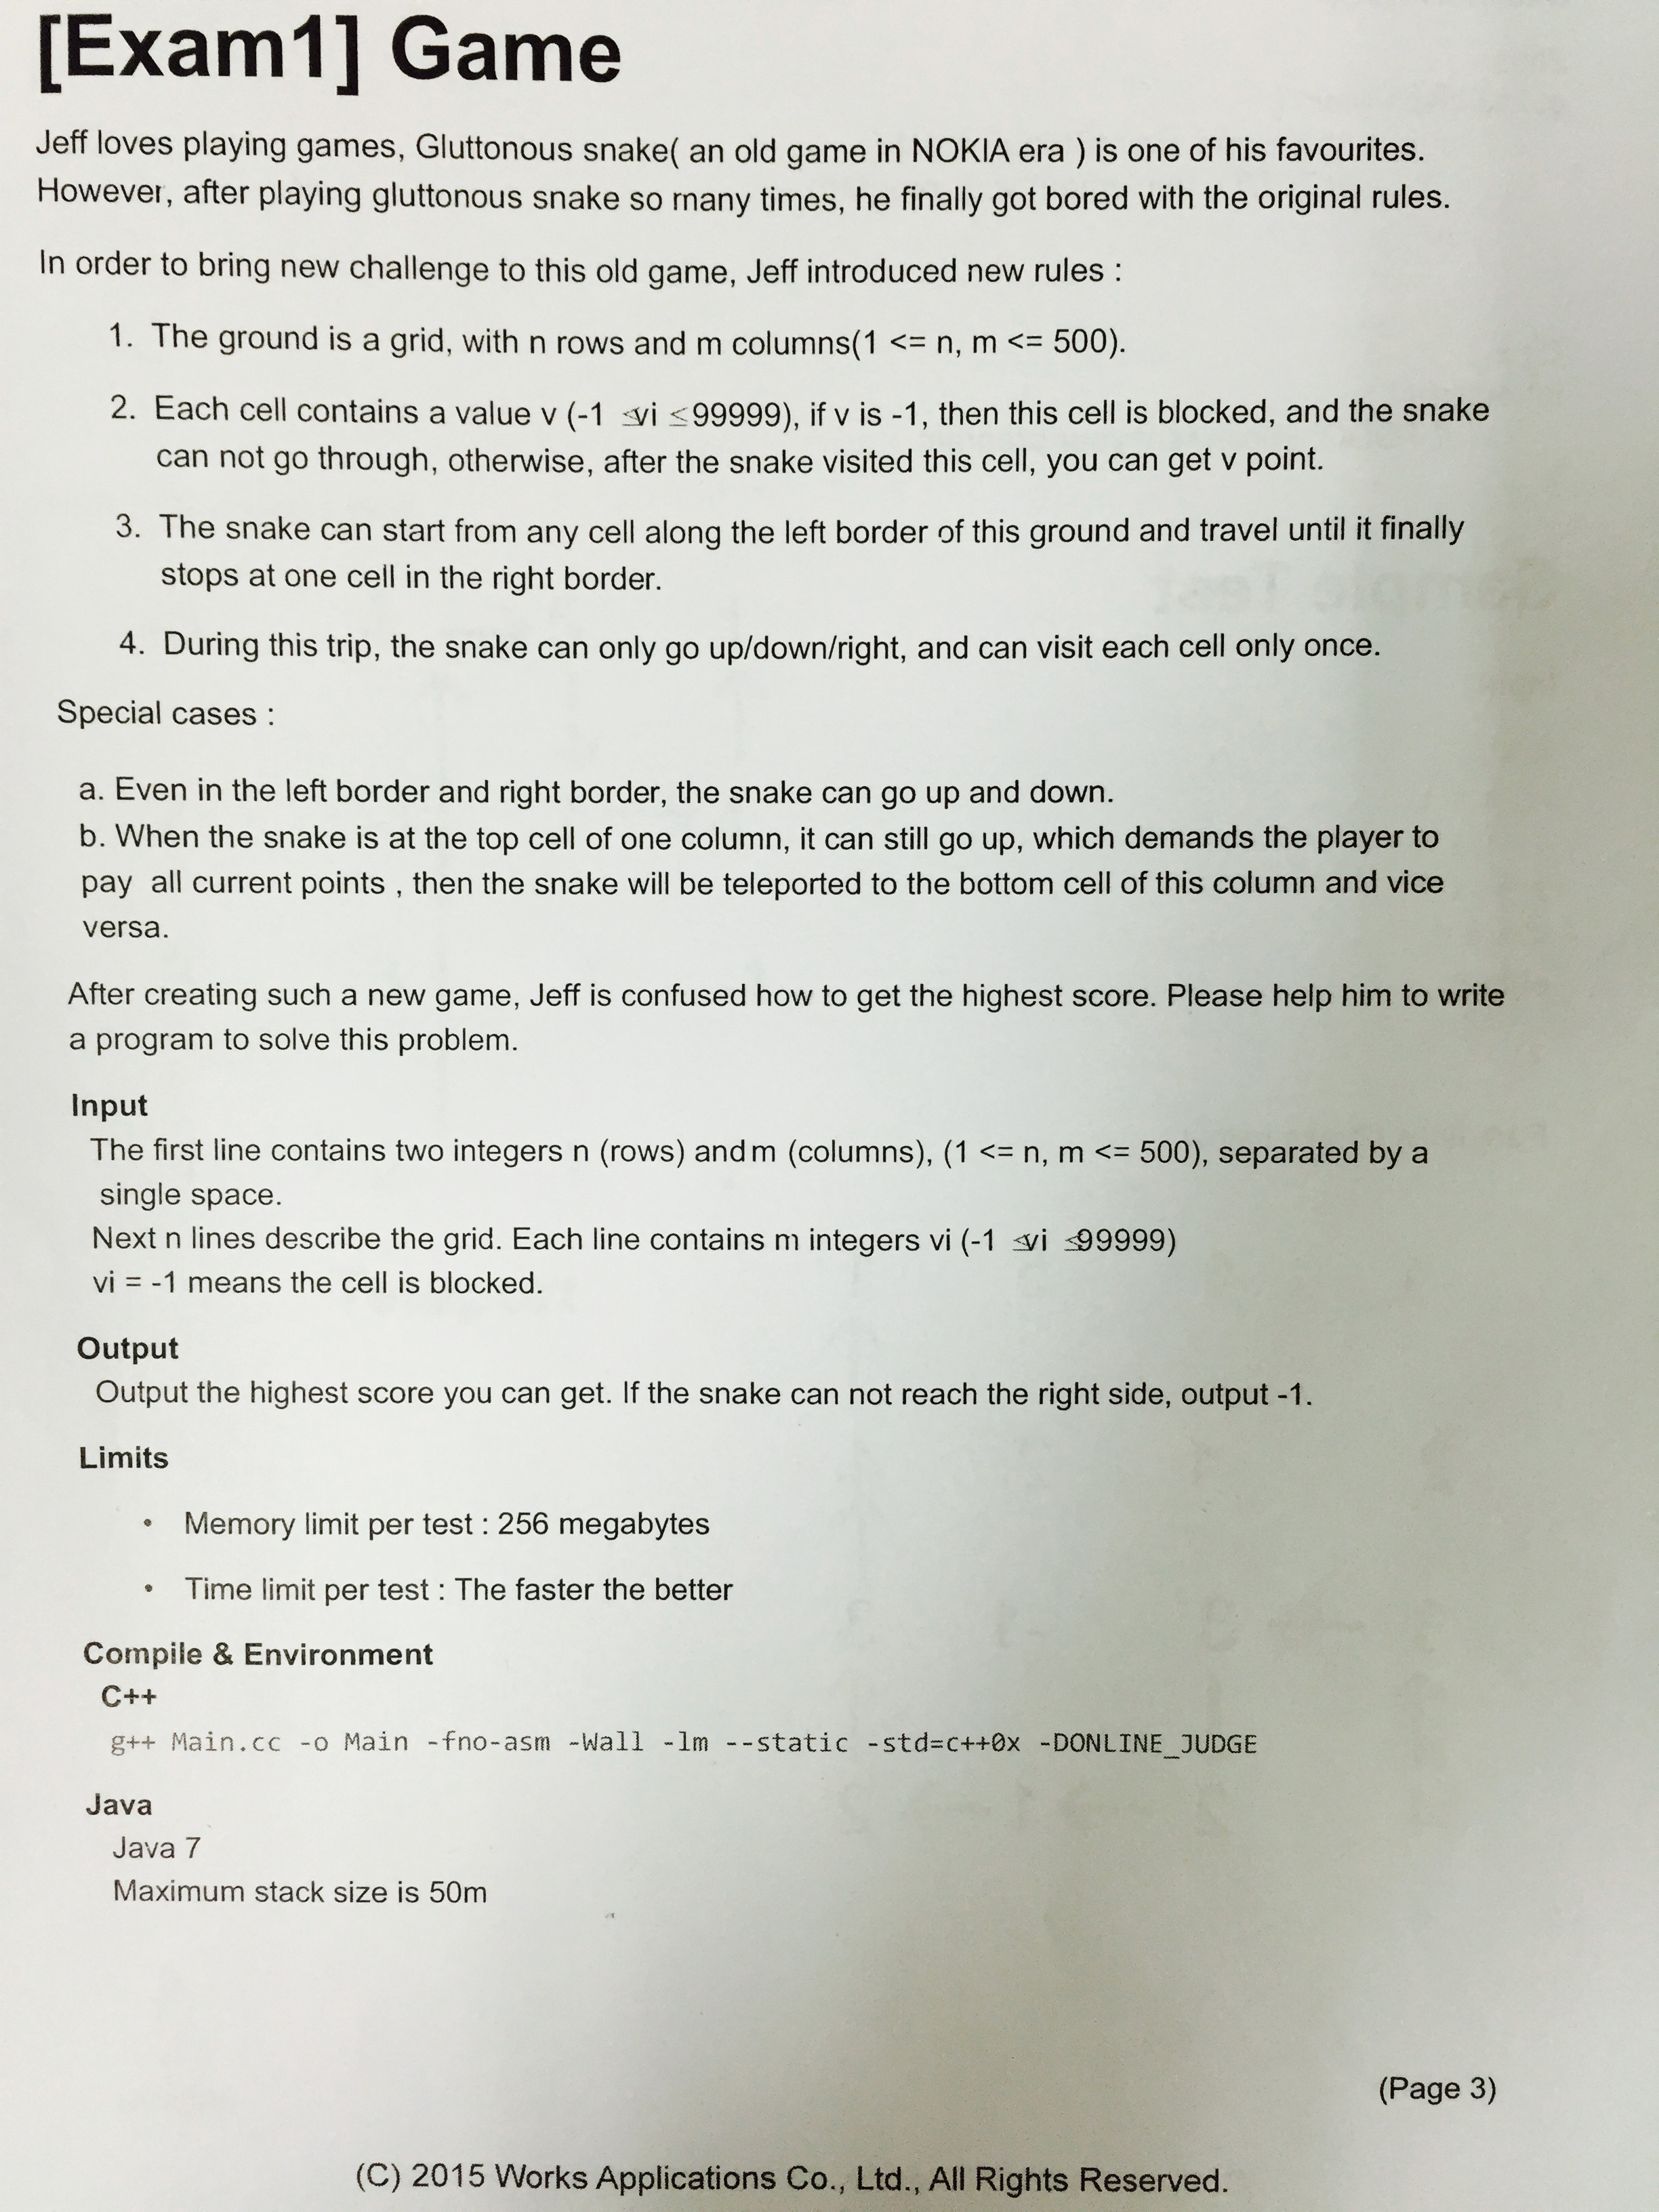 [Exam1] Game
Jeff loves playing games, Gluttonous snake( an old game in NOKIA era ) is one of his favourites.
However, after playing gluttonous snake so many times, he finally got bored with the original rules.
In order to bring new challenge to this old game, Jeff introduced new rules :
1. The ground is a grid, with n rows and m columns(1 <= n, m <= 500).
2. Each cell contains a value v (-1 ≤vi ≤99999), if v is -1, then this cell is blocked, and the snake
can not go through, otherwise, after the snake visited this cell, you can get v point.
3. The snake can start from any cell along the left border of this ground and travel until it finally
stops at one cell in the right border.
4. During this trip, the snake can only go up/down/right, and can visit each cell only once.
Special cases :
a. Even in the left border and right border, the snake can go up and down.
b. When the snake is at the top cell of one column, it can still go up, which demands the player to
pay all current points , then the snake will be teleported to the bottom cell of this column and vice
versa.
After creating such a new game, Jeff is confused how to get the highest score. Please help him to write
a program to solve this problem.
Input
The first line contains two integers n (rows) and m (columns), (1 <= n, m <= 500), separated by a
single space.
Next n lines describe the grid. Each line contains m integers vi (-1 ≤vi ≤99999)
vi = -1 means the cell is blocked.
Output
Output the highest score you can get. If the snake can not reach the right side, output -1.
Limits
• Memory limit per test : 256 megabytes
• Time limit per test : The faster the better
Compile & Environment
C++
g++ Main.cc -o Main -fno-asm -Wall -lm --static -std=c++0x -DONLINE_JUDGE
Java
Java 7
Maximum stack size is 50m
(Page 3)
(C) 2015 Works Applications Co., Ltd., All Rights Reserved.